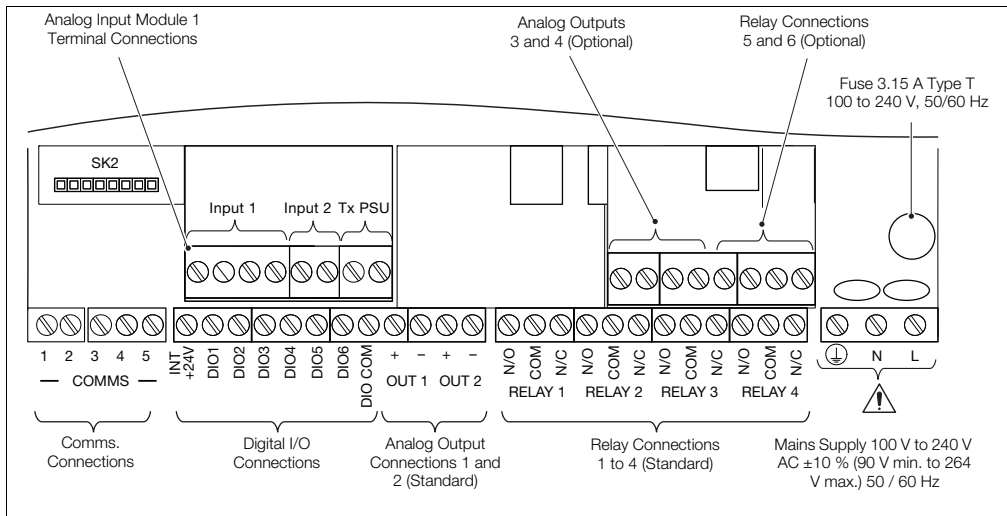 Analog Input Module 1
Terminal Connections
Analog Outputs
3 and 4 (Optional)
Relay Connections
5 and 6 (Optional)
Fuse 3.15 A Type T
100 to 240 V, 50/60 Hz
SK2
Input 1 Input 2 Tx PSU
1 2 3 4 5
COMMS
INT +24V DIO1 DIO2 DIO3 DIO4 DIO5 DIO6 DIO COM
+ − + −
OUT 1 OUT 2
N/O COM N/C N/O COM N/C N/O COM N/C N/O COM N/C
RELAY 1 RELAY 2 RELAY 3 RELAY 4
N L
Comms.
Connections
Digital I/O
Connections
Analog Output
Connections 1 and
2 (Standard)
Relay Connections
1 to 4 (Standard)
Mains Supply 100 V to 240 V
AC ±10 % (90 V min. to 264
V max.) 50 / 60 Hz